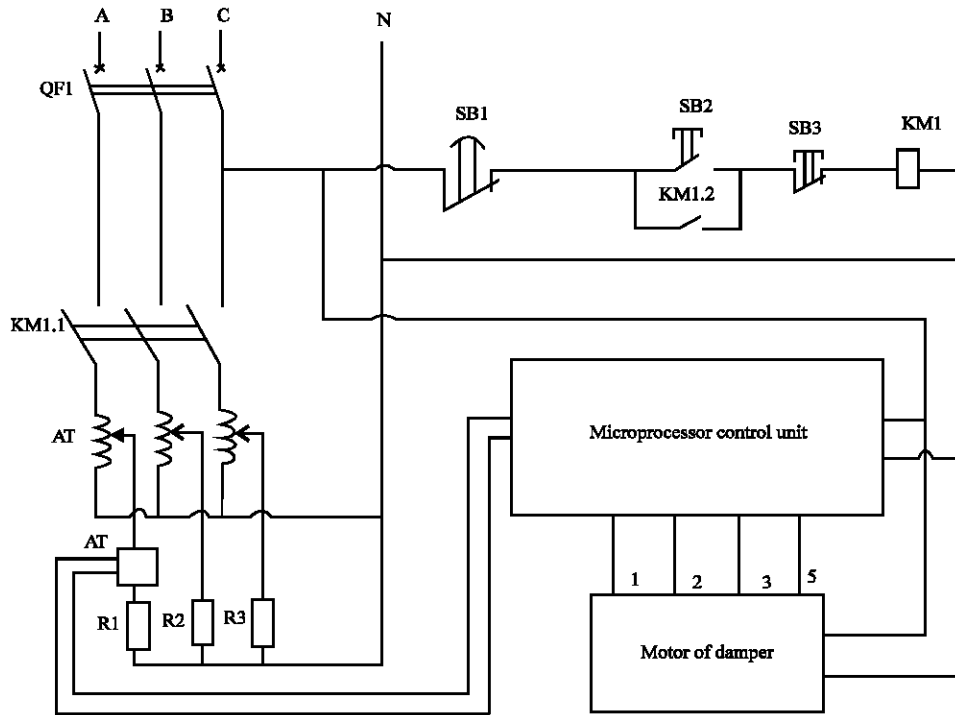 A B C N
QF1
SB1
SB2
SB3
KM1
KM1.2
KM1.1
AT
Microprocessor control unit
AT
1 2 3 5
R1 R2 R3
Motor of damper